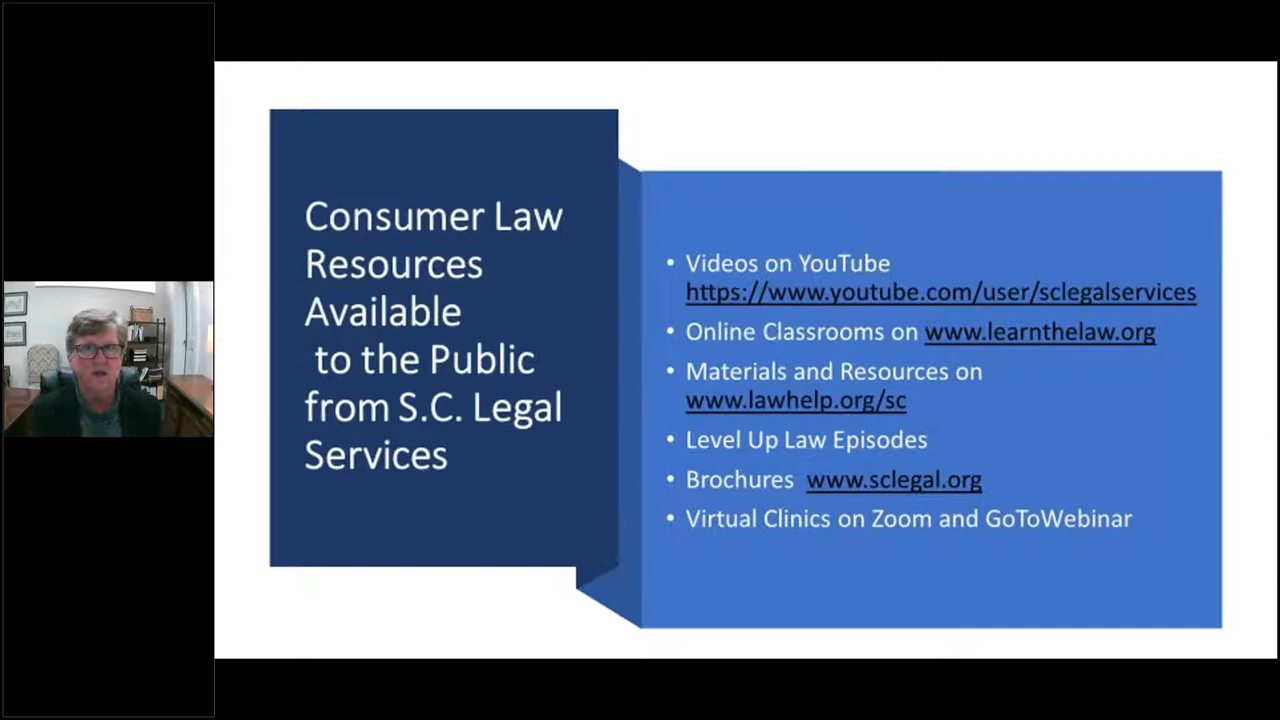 Consumer Law
Resources
Available
to the Public
from S.C. Legal
Services
• Videos on YouTube
https://www.youtube.com/user/sclegalservices
• Online Classrooms on www.learnthelaw.org
• Materials and Resources on
www.lawhelp.org/sc
• Level Up Law Episodes
• Brochures www.sclegal.org
• Virtual Clinics on Zoom and GoToWebinar